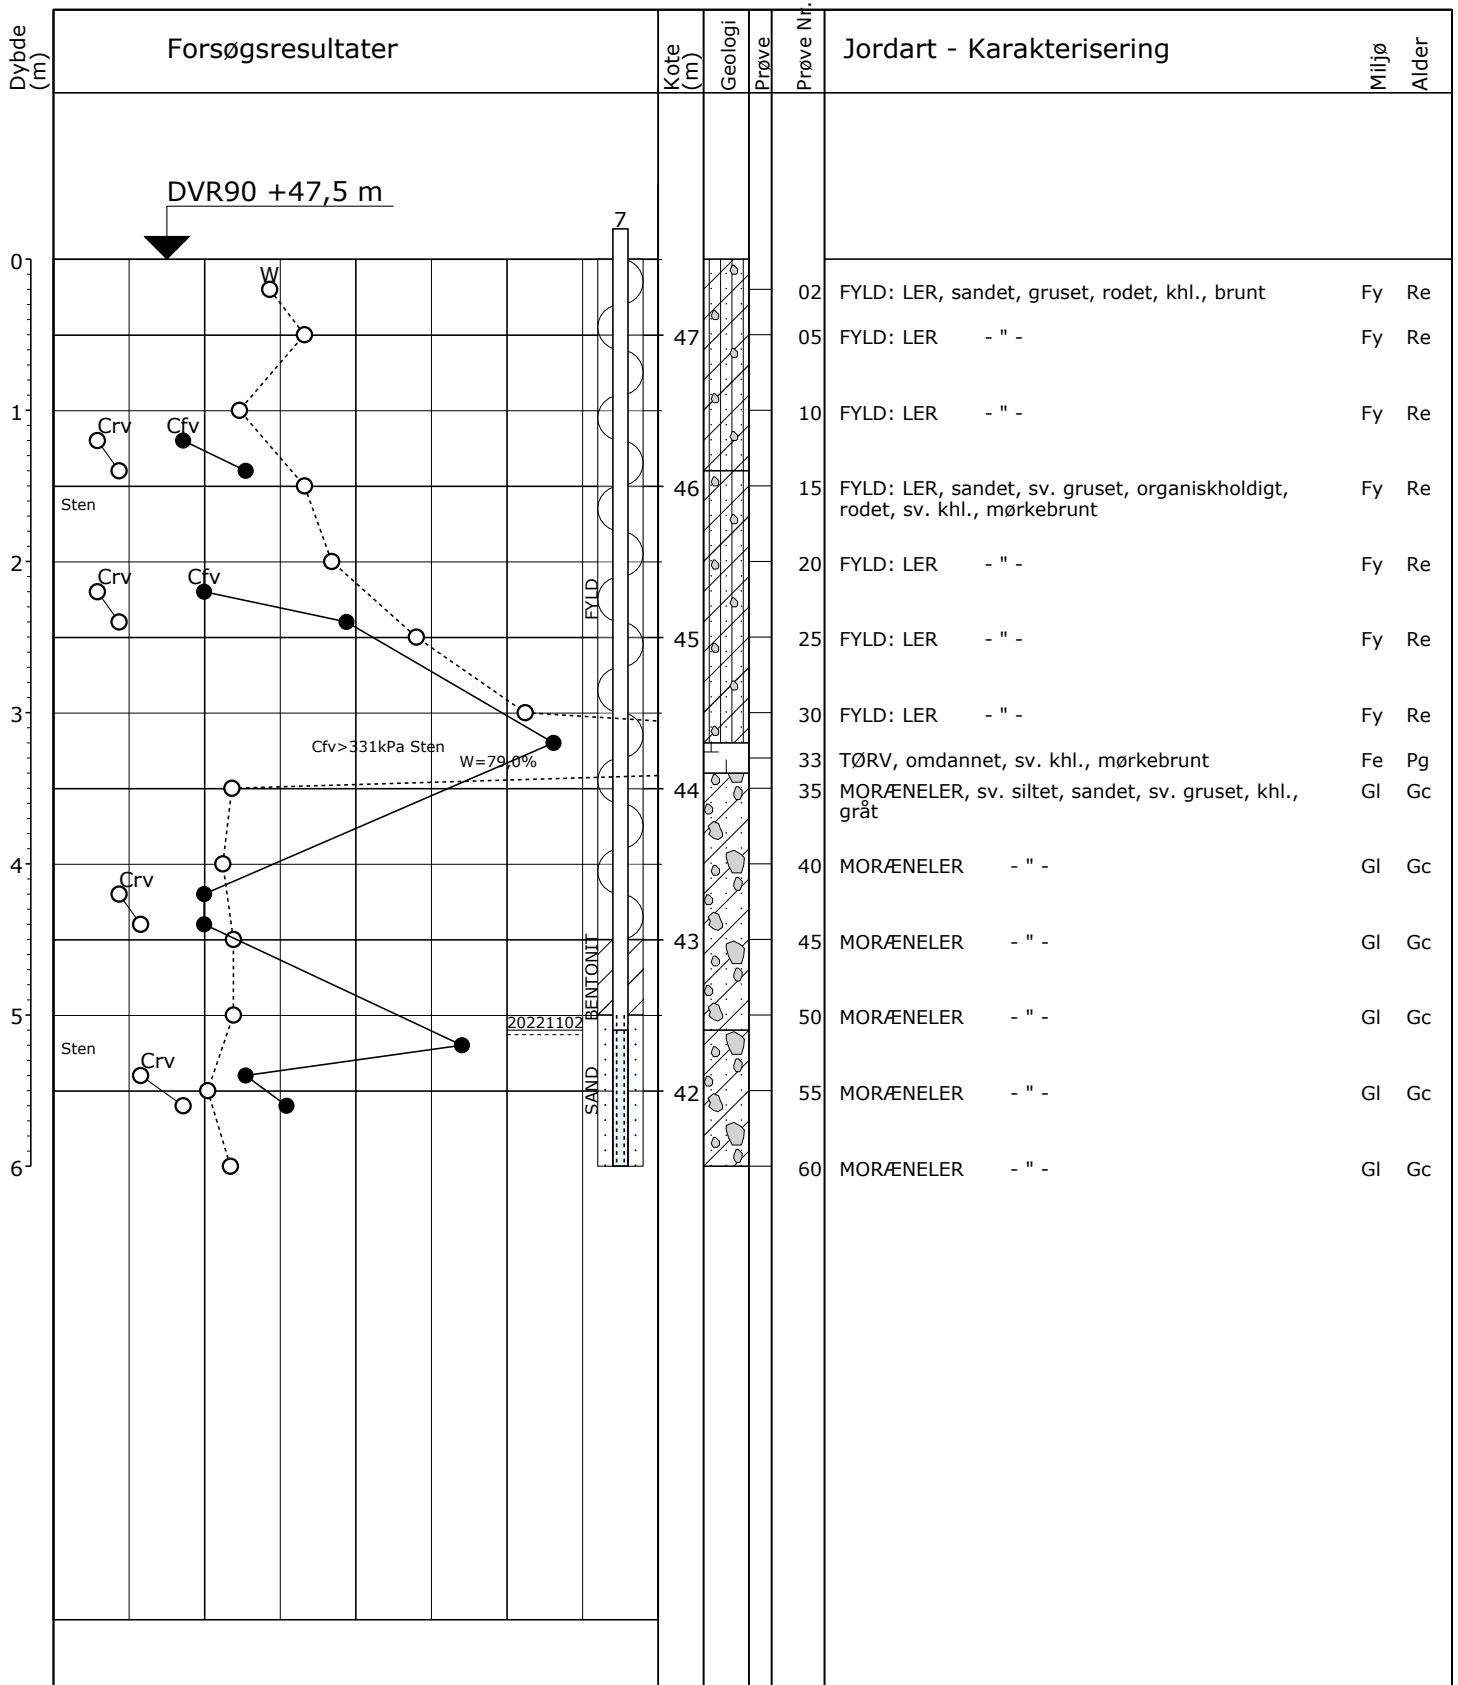 Dybde
(m)
Forsøgsresultater
Kote
(m)
Geologi
Prøve
Prøve Nr.
Jordart - Karakterisering
Miljø
Alder
DVR90 +47,5 m
7
0
W
02 FYLD: LER, sandet, gruset, rodet, khl., brunt Fy Re
47 05 FYLD: LER - " - Fy Re
1 10 FYLD: LER - " - Fy Re
Crv Cfv
46 15 FYLD: LER, sandet, sv. gruset, organiskholdigt, Fy Re
rodet, sv. khl., mørkebrunt
Sten
2 20 FYLD: LER - " - Fy Re
Crv Cfv
FYLD
45 25 FYLD: LER - " - Fy Re
3 30 FYLD: LER - " - Fy Re
Cfv>331kPa Sten
W=79,0%
33 TØRV, omdannet, sv. khl., mørkebrunt Fe Pg
44 35 MORÆNELER, sv. siltet, sandet, sv. gruset, khl., Gl Gc
gråt
4 40 MORÆNELER - " - Gl Gc
Crv
43 45 MORÆNELER - " - Gl Gc
BENTONIT
5 50 MORÆNELER - " - Gl Gc
20221102
Sten
Crv
SAND
42 55 MORÆNELER - " - Gl Gc
6 60 MORÆNELER - " - Gl Gc